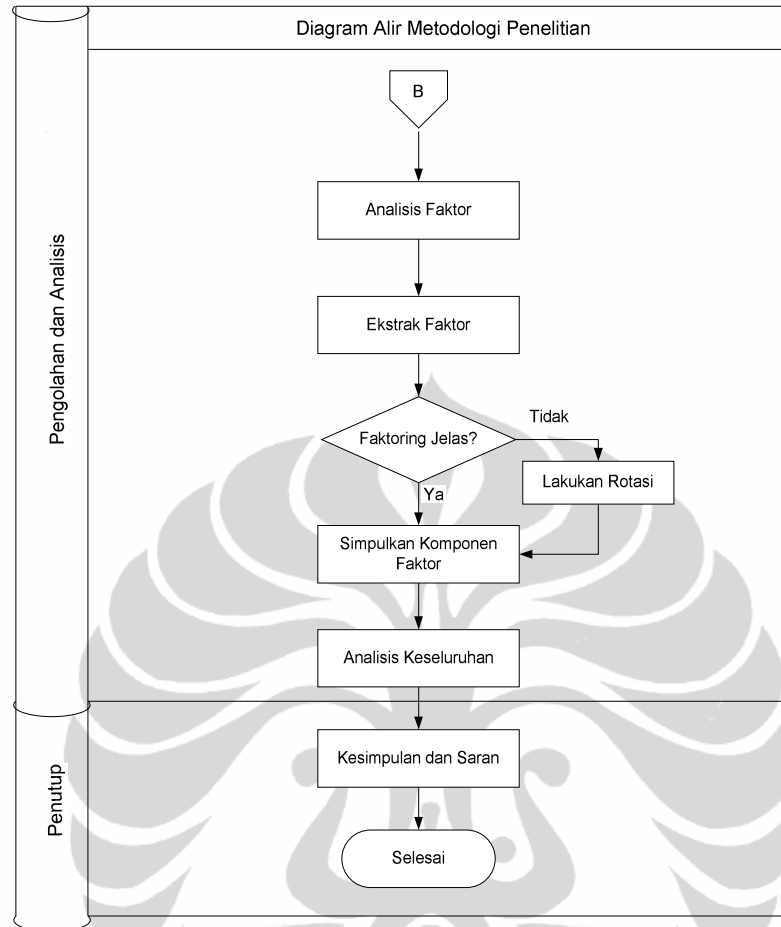 Diagram Alir Metodologi Penelitian
B
Analisis Faktor
Ekstrak Faktor
Faktoring Jelas?
Tidak
Lakukan Rotasi
Ya
Simpulkan Komponen
Faktor
Analisis Keseluruhan
Pengolahan dan Analisis
Kesimpulan dan Saran
Selesai
Penutup